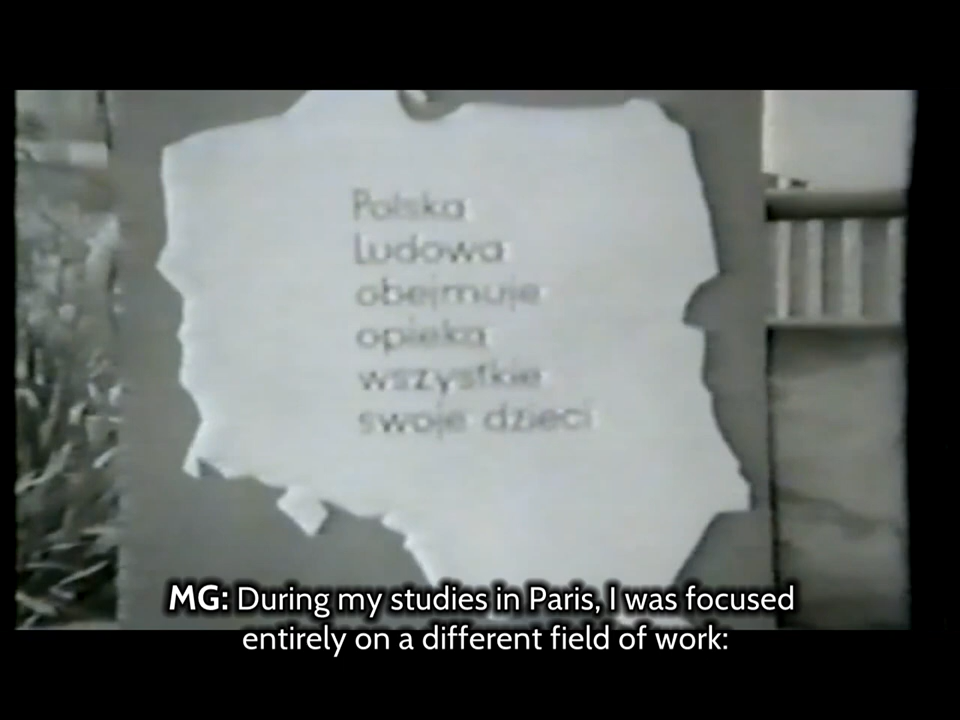 Polska
Ludowa
obejmuje
opieka
wszystkie
swoje dzieci
MG: During my studies in Paris, I was focused
entirely on a different field of work: